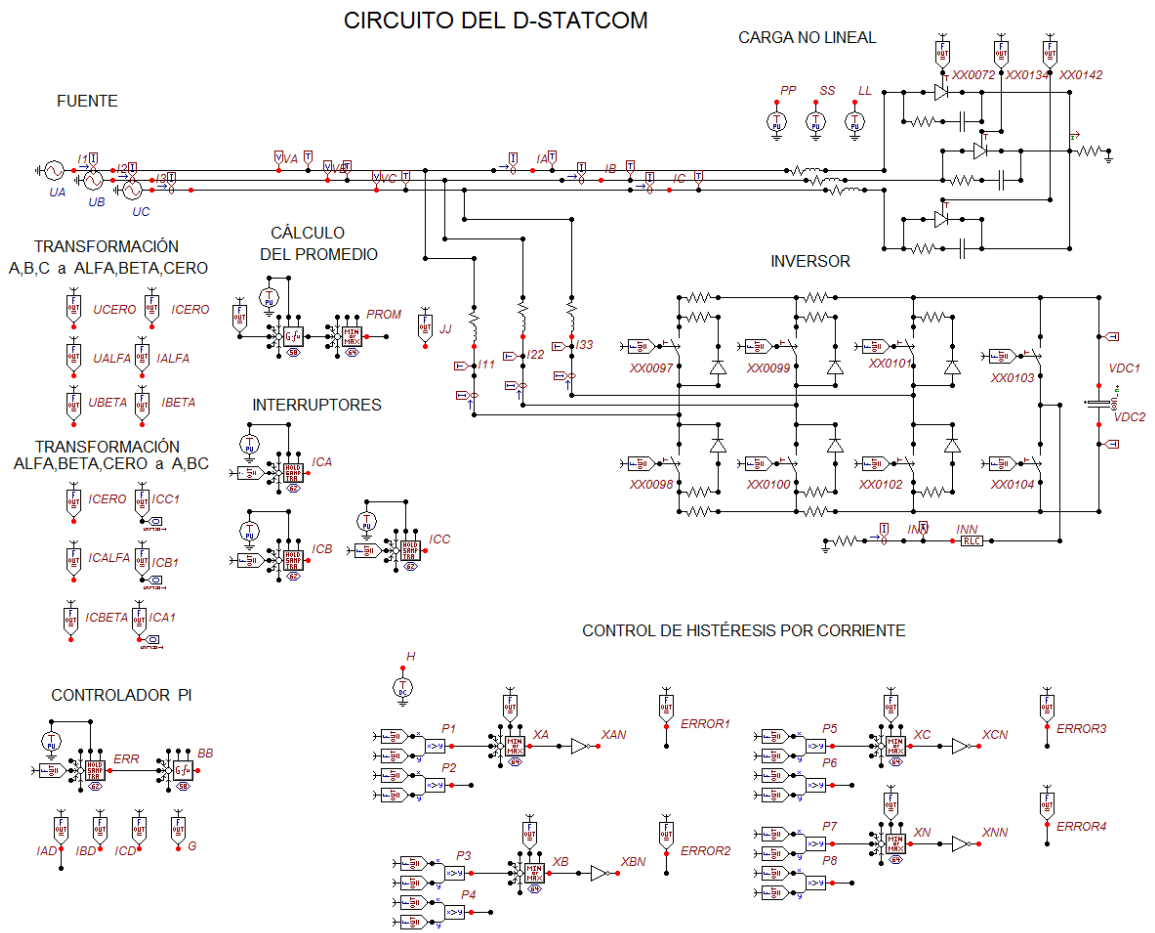 CIRCUITO DEL D-STATCOM
CARGA NO LINEAL
XX0072
XX0134
XX0142
FUENTE
PP
SS
LL
I1
I2
I3
VA
VB
VC
IA
IB
IC
UA
UB
UC
TRANSFORMACIÓN
A,B,C a ALFA,BETA,CERO
UCERO
ICERO
UALFA
IALFA
UBETA
IBETA
CÁLCULO
DEL PROMEDIO
PROM
JJ
INVERSOR
I11
I22
I33
XX0097
XX0099
XX0101
XX0103
VDC1
VDC2
XX0098
XX0100
XX0102
XX0104
INN
INN
RLC
INTERRUPTORES
ICA
ICB
ICC
TRANSFORMACIÓN
ALFA,BETA,CERO a A,BC
ICERO
ICC1
ICALFA
ICB1
ICBETA
ICA1
CONTROL DE HISTÉRESIS POR CORRIENTE
H
CONTROLADOR PI
ERR
BB
IAD
IBD
ICD
G
P1
XA
XAN
ERROR1
P2
P3
XB
XBN
ERROR2
P4
P5
XC
XCN
ERROR3
P6
P7
XN
XNN
ERROR4
P8